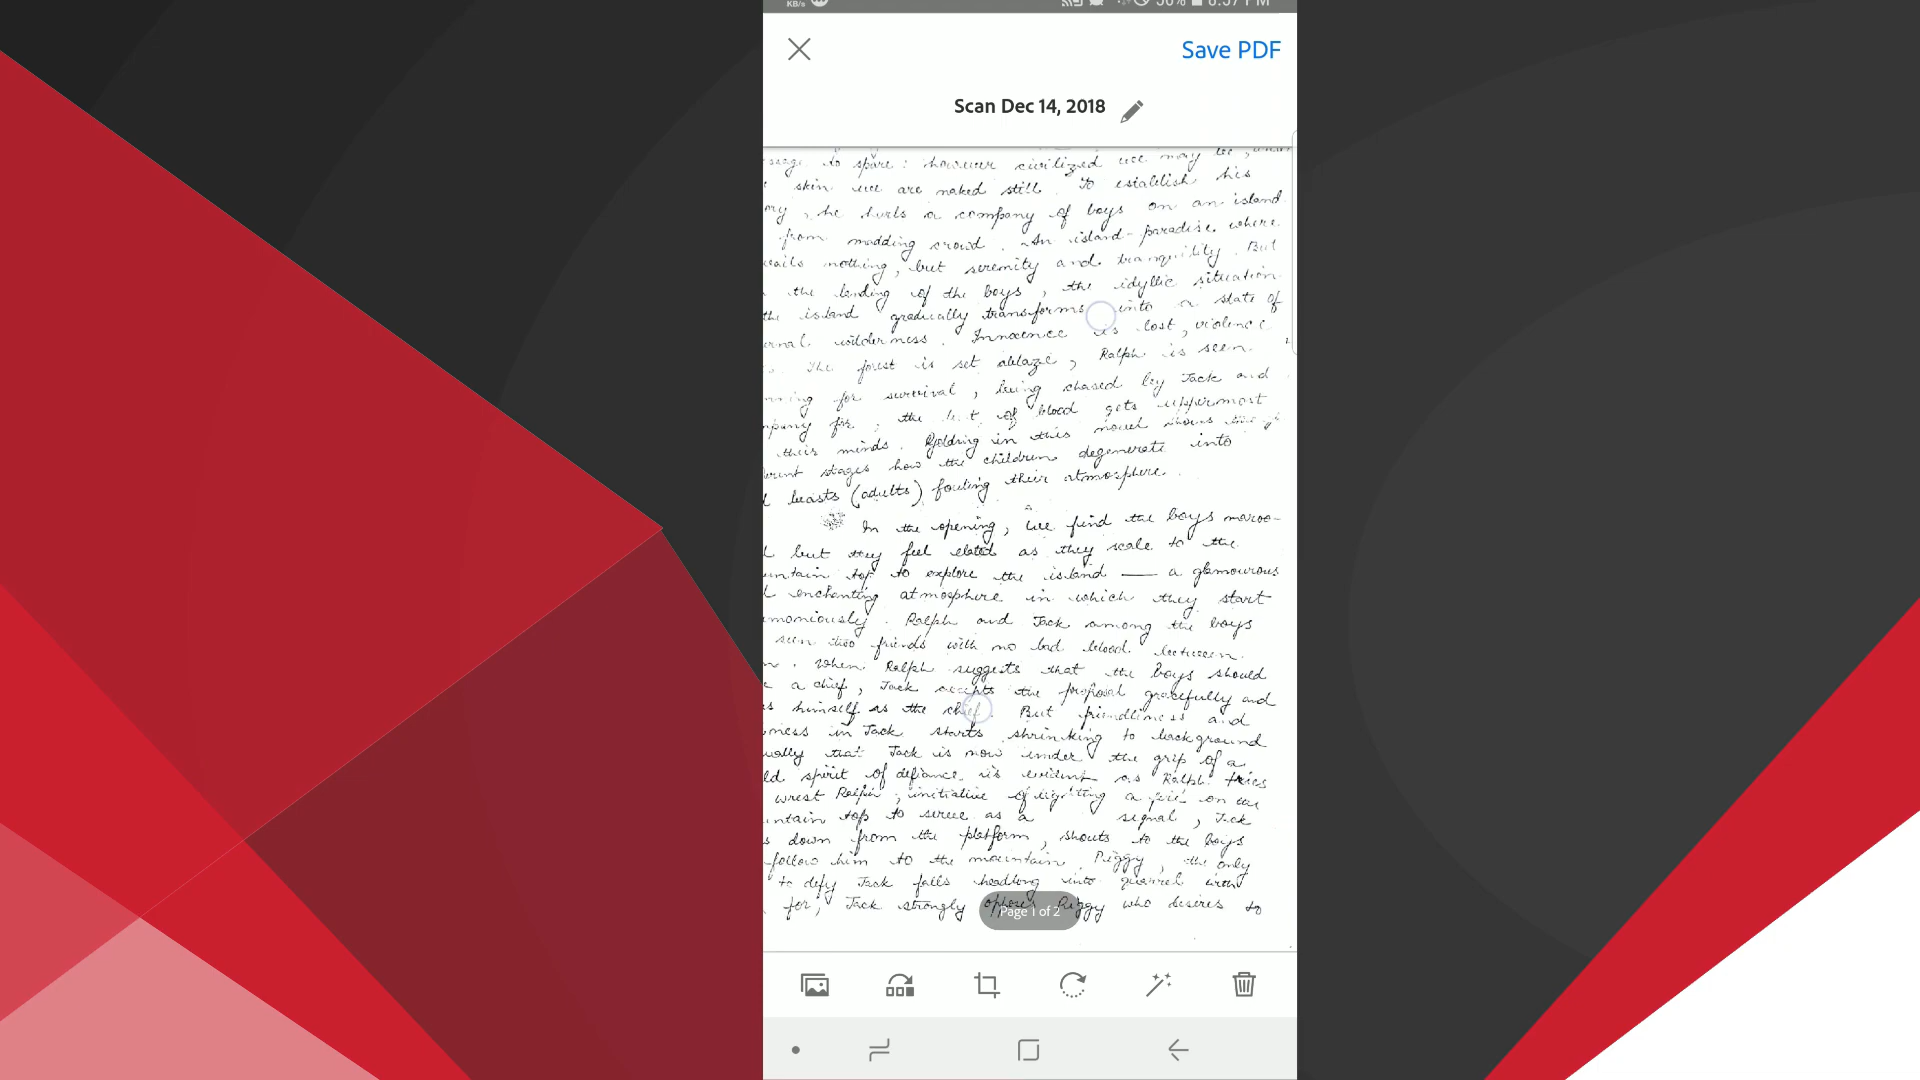 KB/s 50% 8:57 PM
Save PDF
Scan Dec 14, 2018
to spare : however civilized we may be,
skin we are naked still. To establish his
, he hurls a company of boys on an island
from madding crowd. An island-paradise where
nothing, but serenity and tranquility. But
the landing of the boys, the idyllic situation
the island gradually transforms into a state of
wilderness. Innocence is lost, violence
The forest is set ablaze, Ralph is seen
for survival, being chased by Jack and
for, the of blood gets uppermost
their minds. Golding in this novel shows
stages how the children degenerate into
beasts (adults) fouling their atmosphere.
In the opening, we find the boys maroo-
but they feel elated as they scale to the
top to explore the island — a glamourous
enchanting atmosphere in which they start
. Ralph and Jack among the boys
seen two friends with no bad blood between
. When Ralph suggests that the boys should
a chief, Jack accepts the proposal gracefully and
himself as the chief. But friendliness and
in Jack starts shrinking to background
that Jack is now under the grip of a
spirit of defiance is evident as Ralph tries
wrest Ralph, initiative of lighting a fire on the
top to serve as a signal, Jack
down from the platform, shouts to the boys
follow him to the mountain. Piggy, the only
to defy Jack falls headlong into quarrel with
for, Jack strongly opposes Piggy who desires to
Page 1 of 2